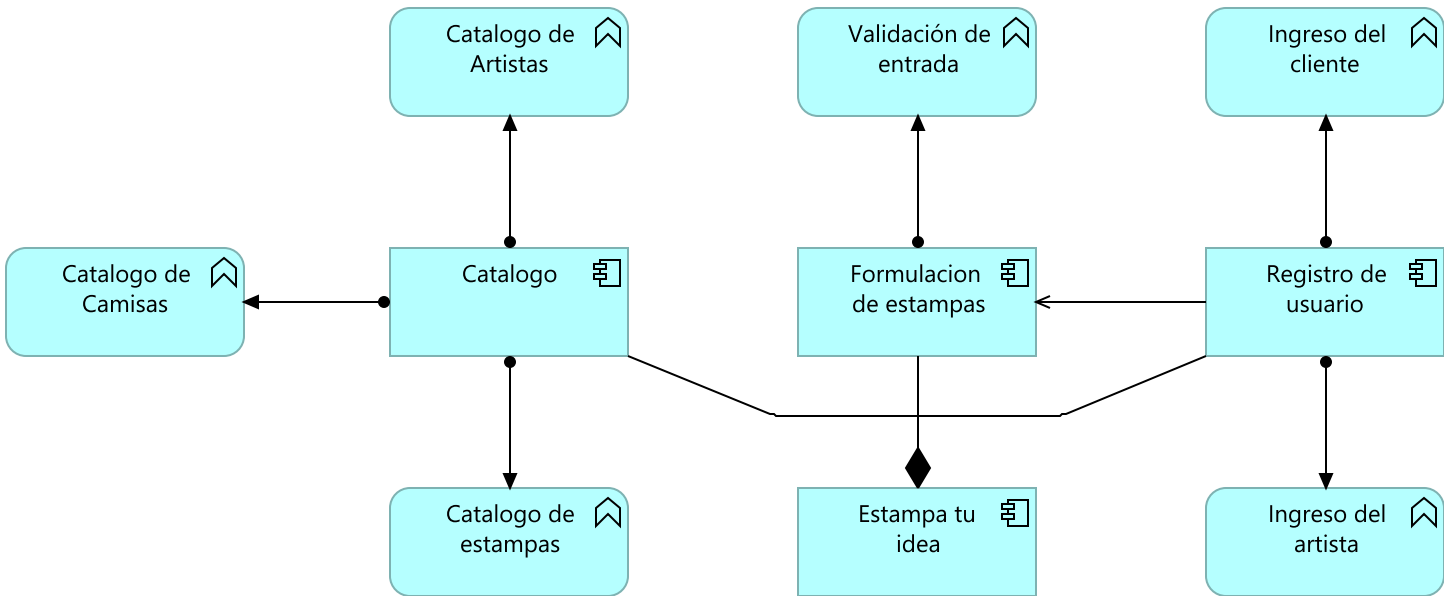 Catalogo de
Artistas
Validación de
entrada
Ingreso del
cliente
Catalogo de
Camisas
Catalogo
Formulacion
de estampas
Registro de
usuario
Catalogo de
estampas
Estampa tu
idea
Ingreso del
artista